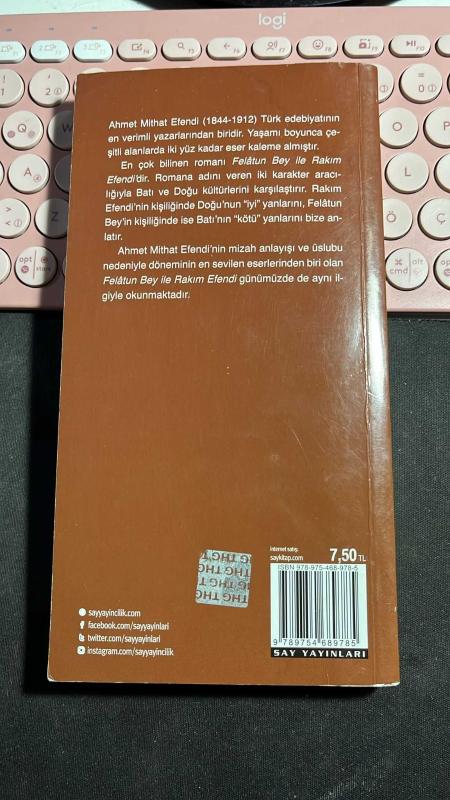 logi
Ahmet Mithat Efendi (1844-1912) Türk edebiyatının
en verimli yazarlarından biridir. Yaşamı boyunca çe-
şitli alanlarda iki yüz kadar eser kaleme almıştır.
En çok bilinen romanı Felâtun Bey ile Rakım
Efendi'dir. Romana adını veren iki karakter aracı-
lığıyla Batı ve Doğu kültürlerini karşılaştırır. Rakım
Efendi'nin kişiliğinde Doğu'nun "iyi" yanlarını, Felâtun
Bey'in kişiliğinde ise Batı'nın "kötü" yanlarını bize an-
latır.
Ahmet Mithat Efendi'nin mizah anlayışı ve üslubu
nedeniyle döneminin en sevilen eserlerinden biri olan
Felâtun Bey ile Rakım Efendi günümüzde de aynı il-
giyle okunmaktadır.
internet satış:
saykitap.com
7,50 TL
ISBN 978-975-468-978-5
9 789754 689785
SAY YAYINLARI
THG
sayyayincilik.com
facebook.com/sayyayinlari
twitter.com/sayyayinlari
instagram.com/sayyayincilik